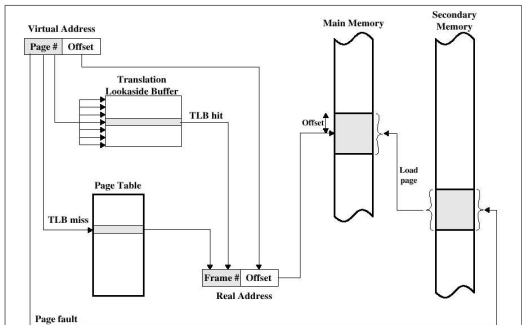 Secondary
Memory
Main Memory
Virtual Address
Page # Offset
Translation
Lookaside Buffer
TLB hit
Offset
Load
page
Page Table
TLB miss
Frame # Offset
Real Address
Page fault